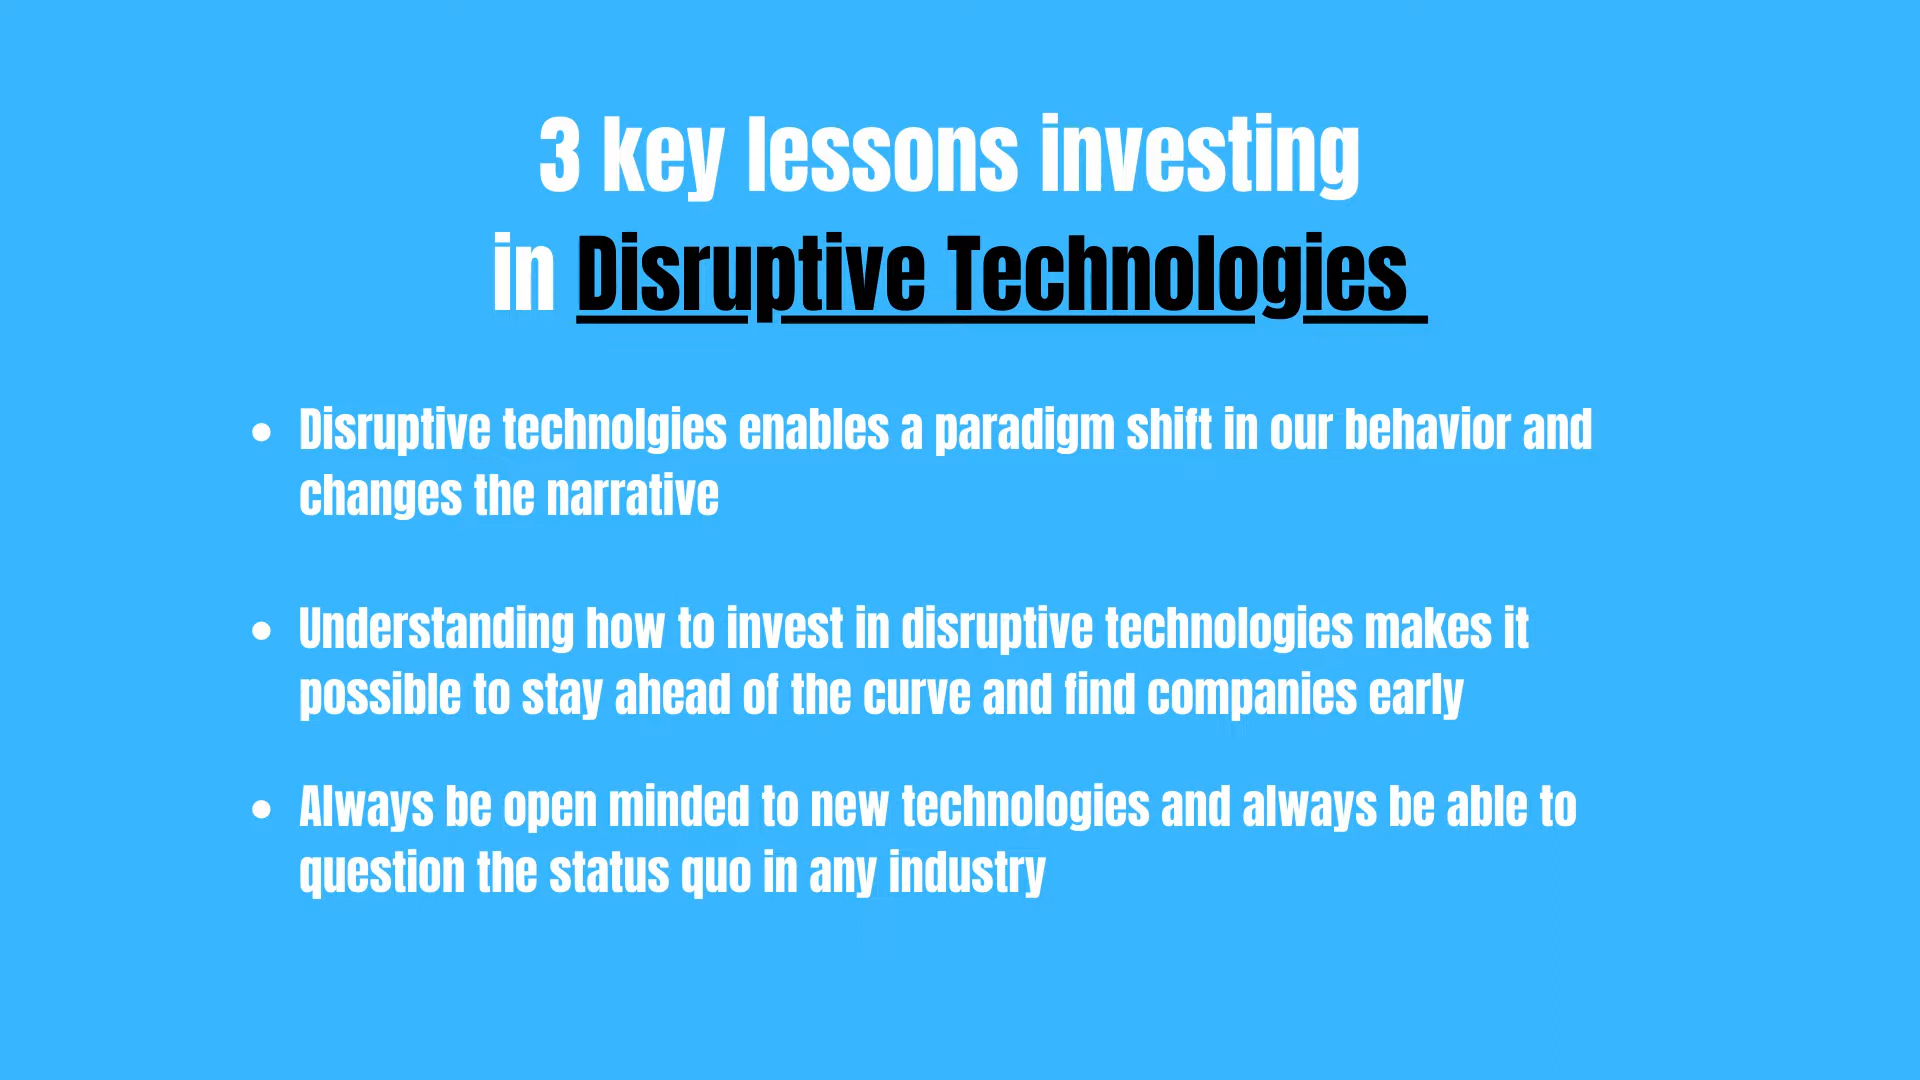 3 key lessons investing
in Disruptive Technologies
• Disruptive technolgies enables a paradigm shift in our behavior and
changes the narrative
• Understanding how to invest in disruptive technologies makes it
possible to stay ahead of the curve and find companies early
• Always be open minded to new technologies and always be able to
question the status quo in any industry